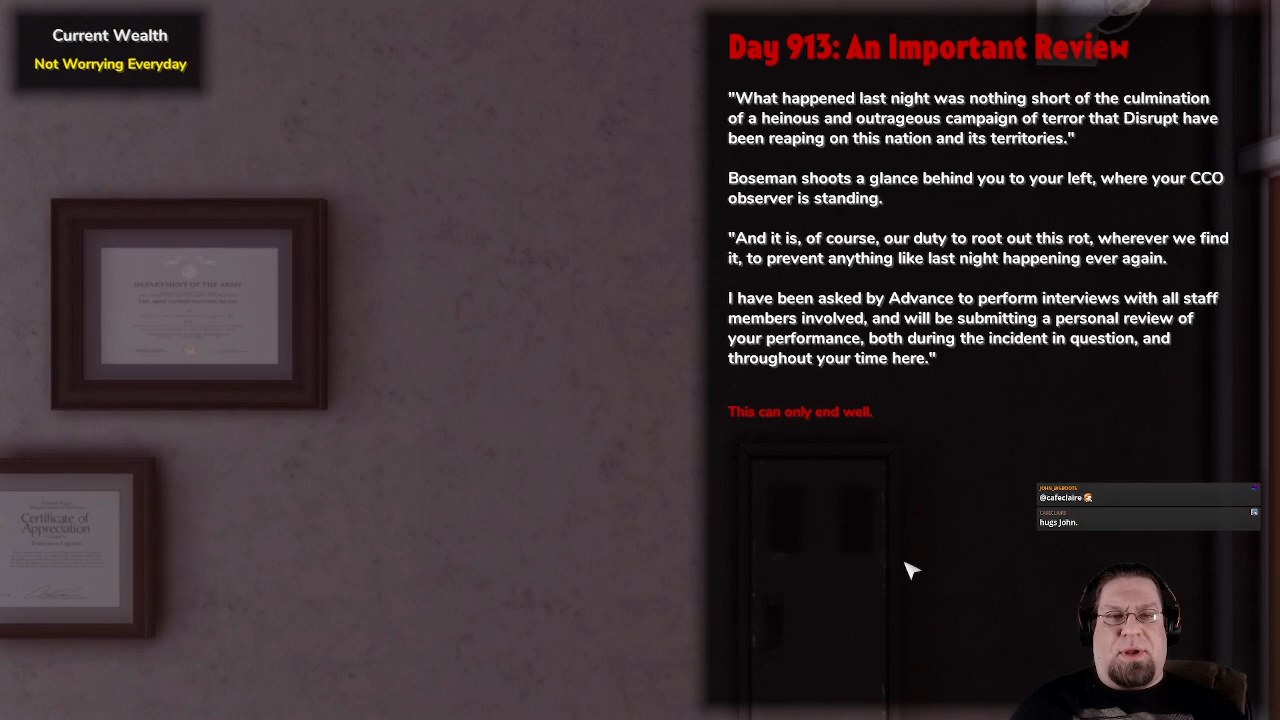 Current Wealth
Not Worrying Everyday
Day 913: An Important Review
"What happened last night was nothing short of the culmination
of a heinous and outrageous campaign of terror that Disrupt have
been reaping on this nation and its territories."
Boseman shoots a glance behind you to your left, where your CCO
observer is standing.
"And it is, of course, our duty to root out this rot, wherever we find
it, to prevent anything like last night happening ever again.
I have been asked by Advance to perform interviews with all staff
members involved, and will be submitting a personal review of
your performance, both during the incident in question, and
throughout your time here."
This can only end well.
DEPARTMENT OF THE ARMY
Certificate of
Appreciation
JOHN_BIGBOOTE
@cafeclaire
CAFECLAIRE
hugs John.